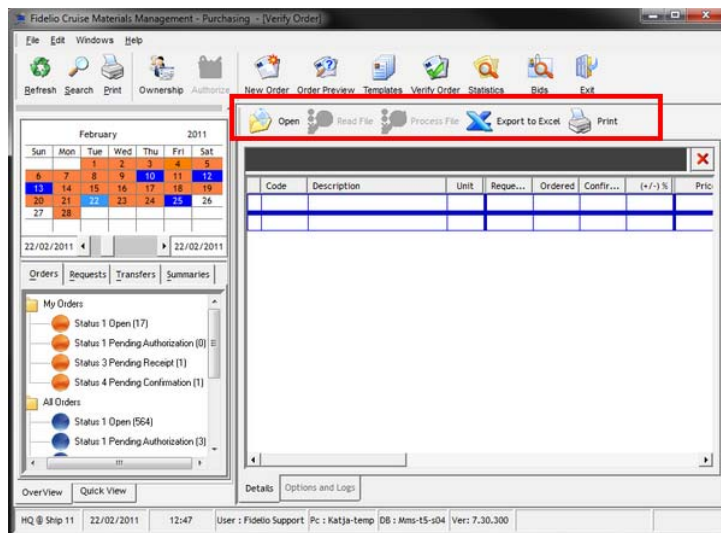 Fidelio Cruise Materials Management - Purchasing - [Verify Order]
File Edit Windows Help
Refresh Search Print Ownership Authorize New Order Order Preview Templates Verify Order Statistics Bids Exit
Open Read File Process File Export to Excel Print
February 2011
Sun Mon Tue Wed Thu Fri Sat
1 2 3 4 5
6 7 8 9 10 11 12
13 14 15 16 17 18 19
20 21 22 23 24 25 26
27 28
22/02/2011 22/02/2011
Code Description Unit Reque... Ordered Confir... (+/-) % Price
Orders Requests Transfers Summaries
My Orders
Status 1 Open (17)
Status 1 Pending Authorization (0)
Status 3 Pending Receipt (1)
Status 4 Pending Confirmation (1)
All Orders
Status 1 Open (564)
Status 1 Pending Authorization (3)
OverView Quick View
Details Options and Logs
HQ @ Ship 11 22/02/2011 12:47 User : Fidelio Support Pc : Katja-temp DB : Mms-t5-s04 Ver: 7.30.300